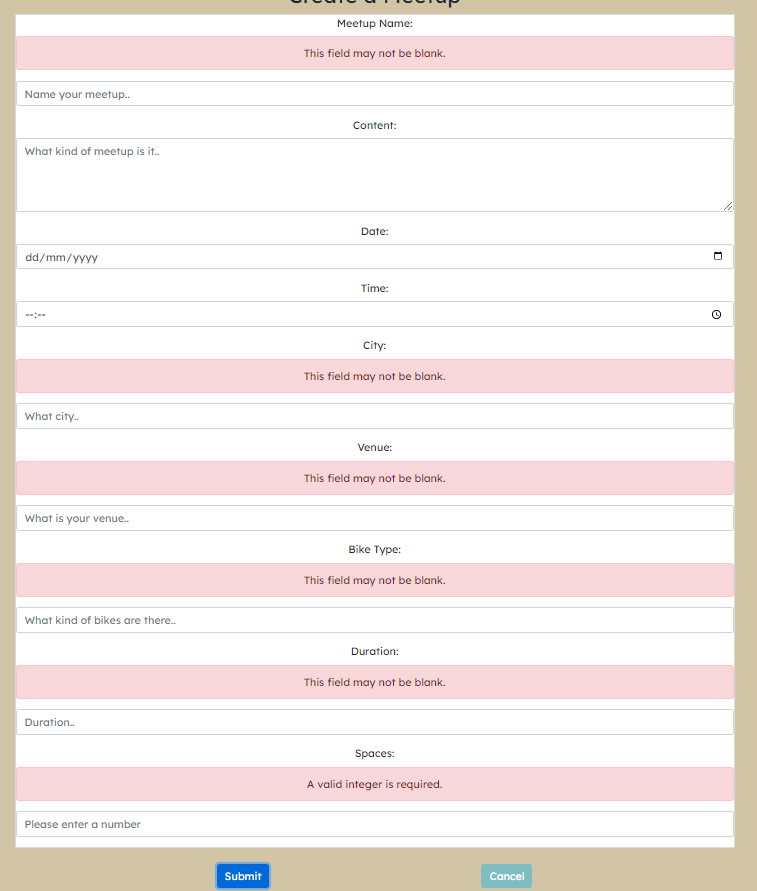 Create a Meetup
Meetup Name:
This field may not be blank.
Name your meetup..
Content:
What kind of meetup is it..
Date:
dd/mm/yyyy
Time:
--:--
City:
This field may not be blank.
What city..
Venue:
This field may not be blank.
What is your venue..
Bike Type:
This field may not be blank.
What kind of bikes are there..
Duration:
This field may not be blank.
Duration..
Spaces:
A valid integer is required.
Please enter a number
Submit
Cancel